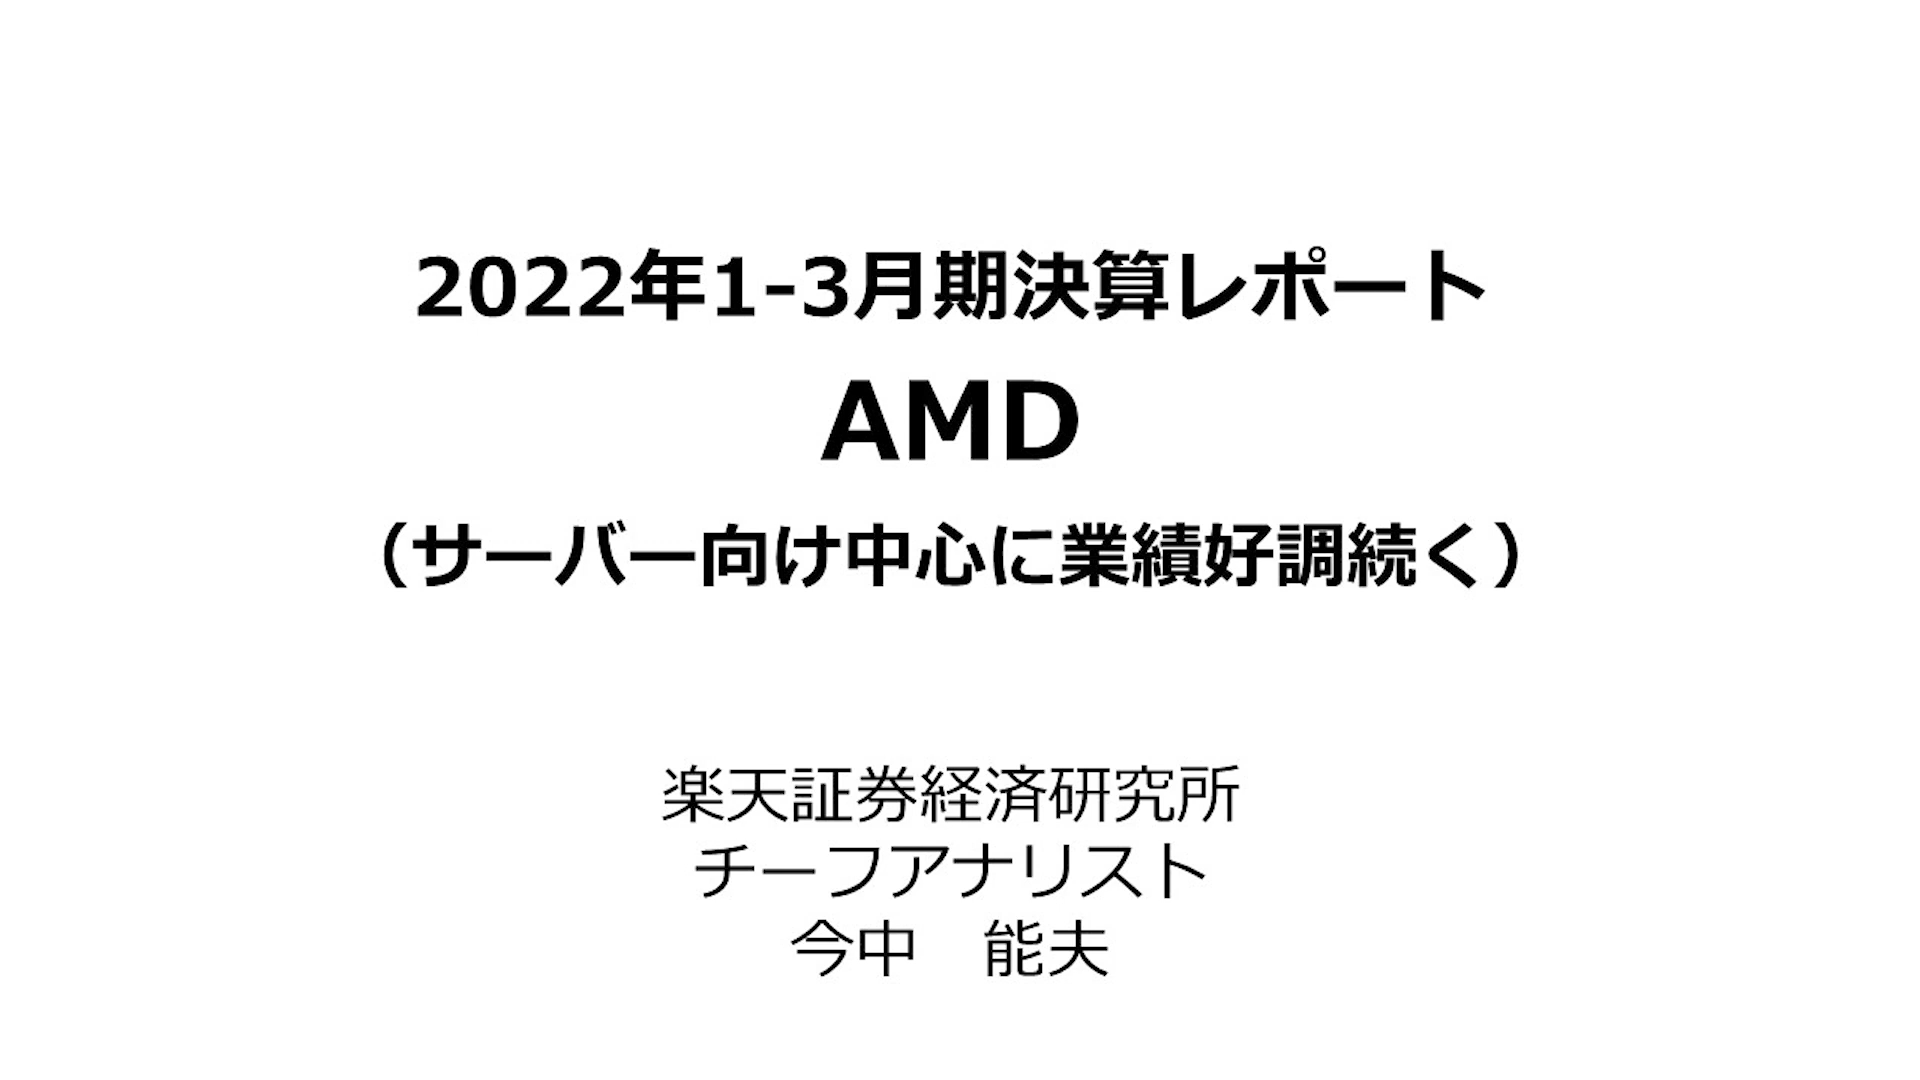 2022年1-3月期決算レポート
AMD
（サーバー向け中心に業績好調続く）
楽天証券経済研究所
チーフアナリスト
今中　能夫